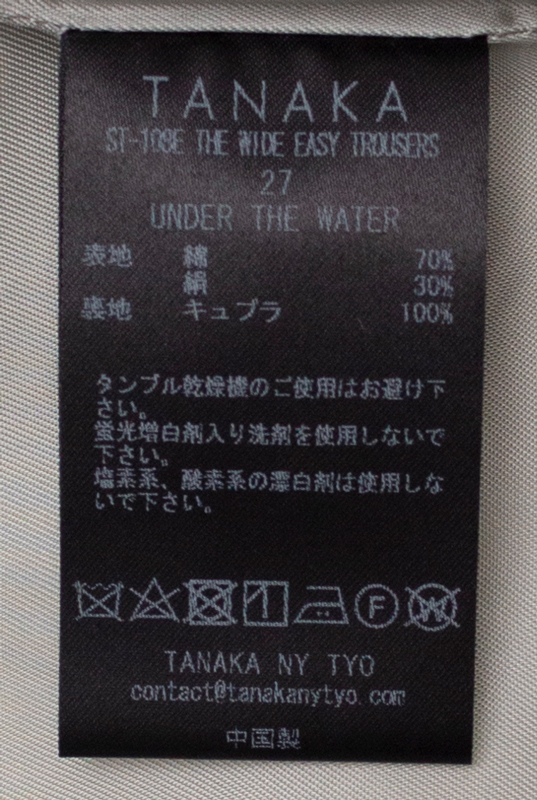 TANAKA
ST-108E THE WIDE EASY TROUSERS
27
UNDER THE WATER
表地 綿 70%
絹 30%
裏地 キュプラ 100%
タンブル乾燥機のご使用はお避け下
さい。
蛍光増白剤入り洗剤を使用しないで
下さい。
塩素系、酸素系の漂白剤は使用しな
いで下さい。
F W
TANAKA NY TYO
contact@tanakanytyo.com
中国製